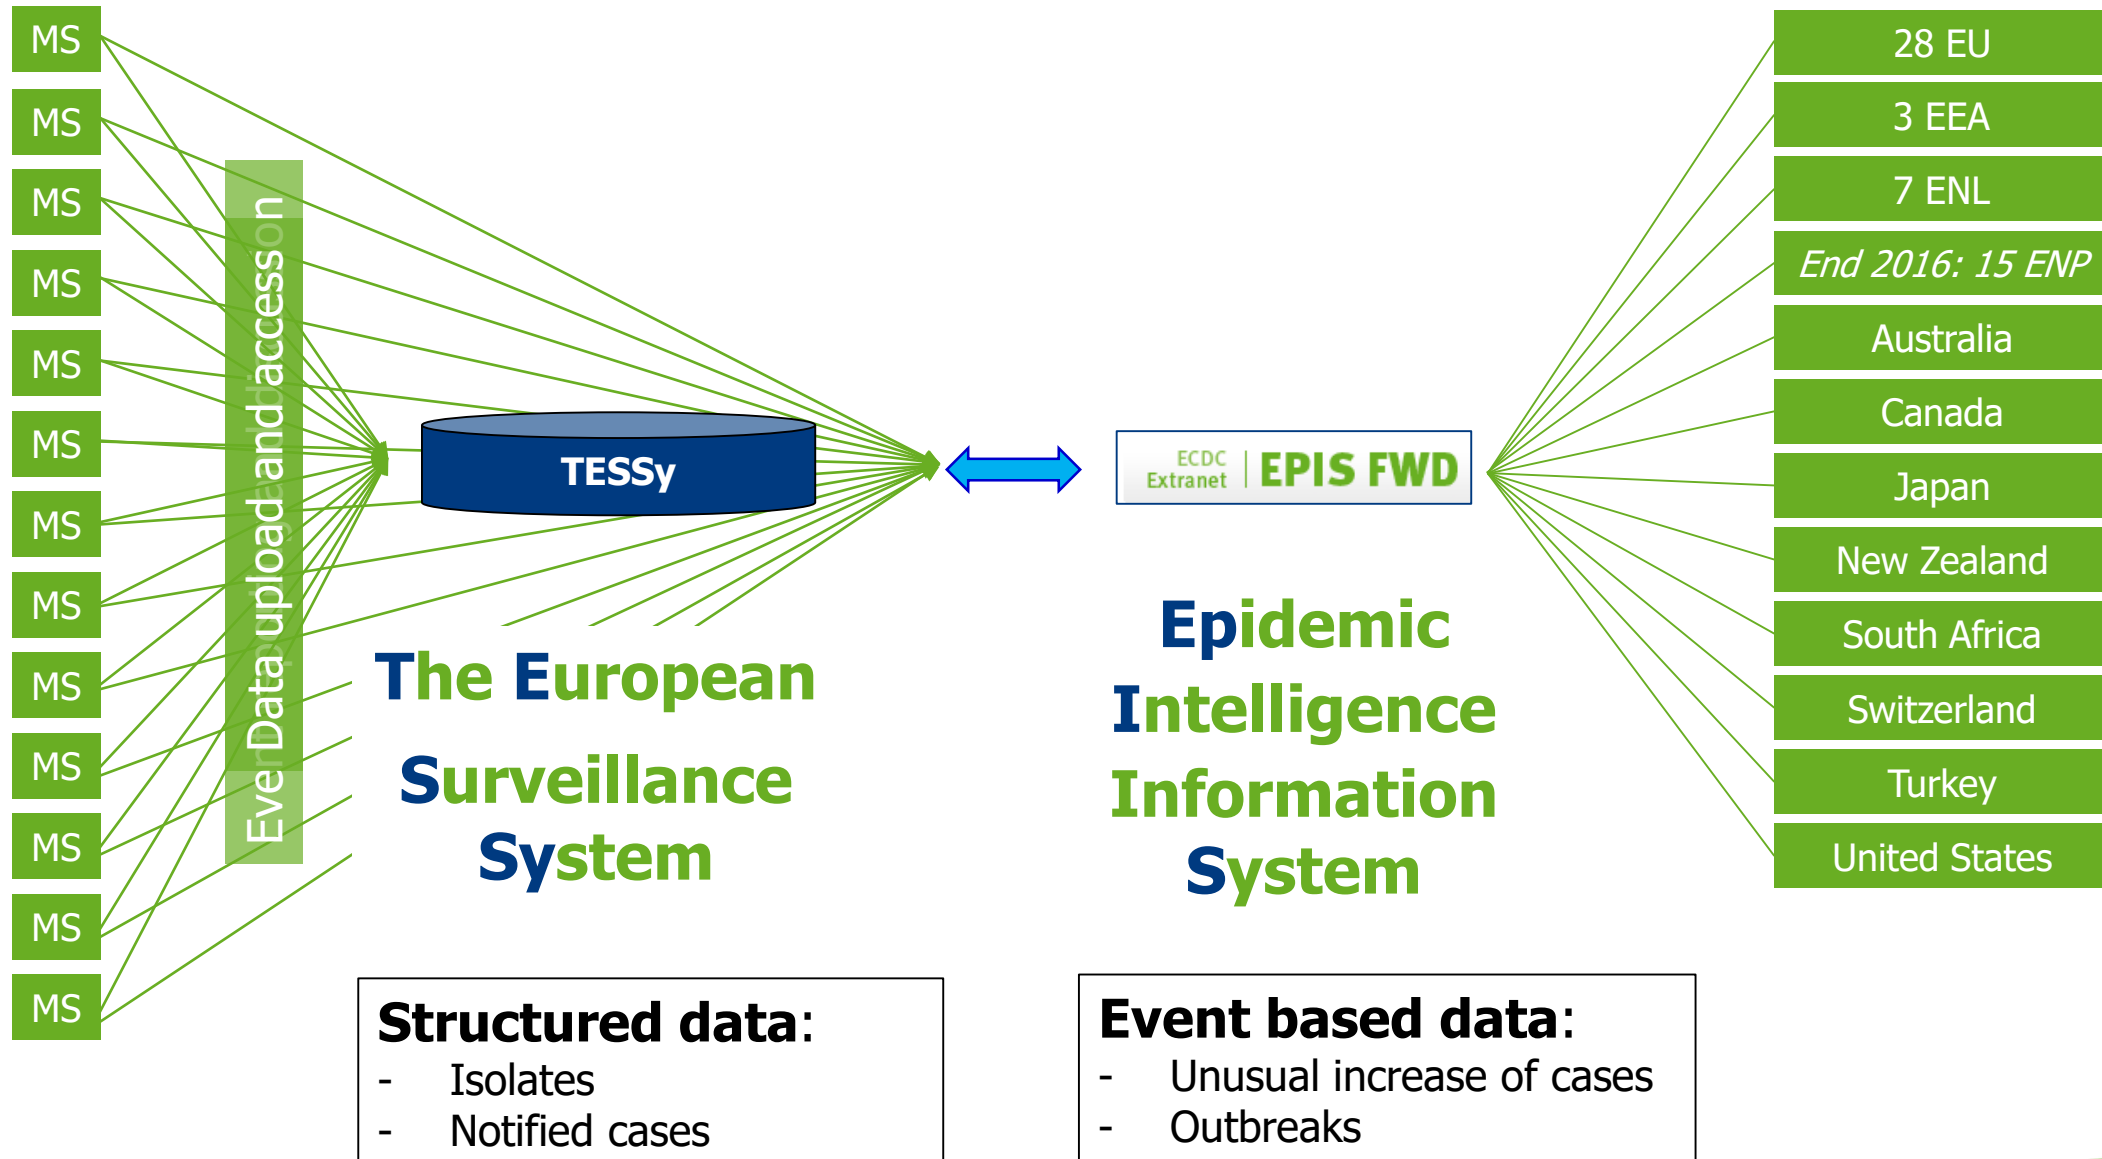 MS
MS
MS
MS
MS
MS
MS
MS
MS
MS
MS
MS
MS
Data upload and access
TESSy
The European
Surveillance
System
Structured data:
- Isolates
- Notified cases
ECDC
Extranet
EPIS FWD
Epidemic
Intelligence
Information
System
Event based data:
- Unusual increase of cases
- Outbreaks
28 EU
3 EEA
7 ENL
End 2016: 15 ENP
Australia
Canada
Japan
New Zealand
South Africa
Switzerland
Turkey
United States